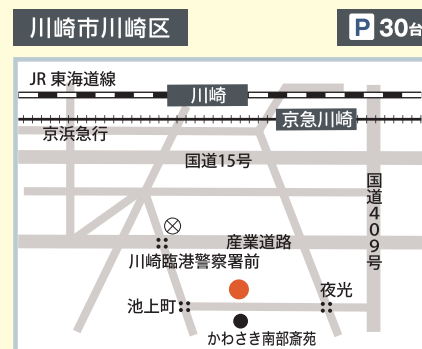 川崎市川崎区
P 30台
JR 東海道線
川崎
京急川崎
京浜急行
国道15号
国道409号
産業道路
川崎臨港警察署前
池上町
夜光
かわさき南部斎苑